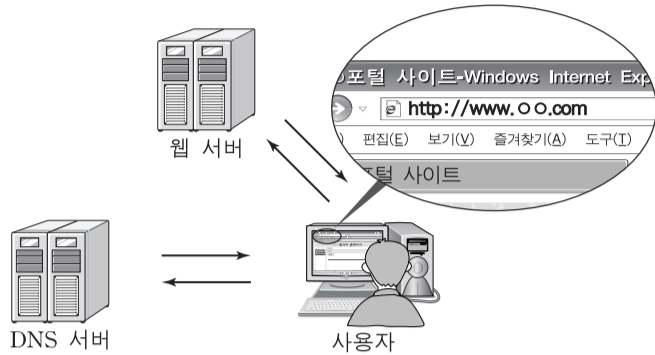 포털 사이트-Windows Internet Exp
http://www.○○.com
편집(E) 보기(V) 즐겨찾기(A) 도구(T)
포털 사이트
웹 서버
DNS 서버
사용자